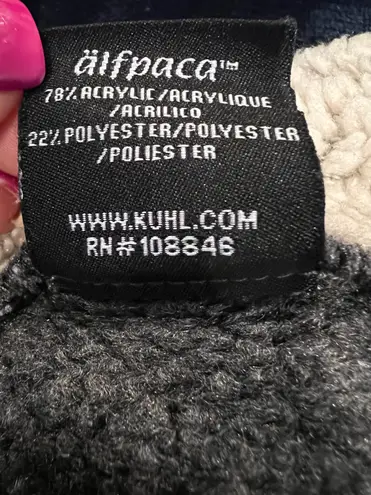 älfpaca™
78% ACRYLIC/ACRYLIQUE
/ACRILICO
22% POLYESTER/POLYESTER
/POLIESTER
WWW.KUHL.COM
RN#108846